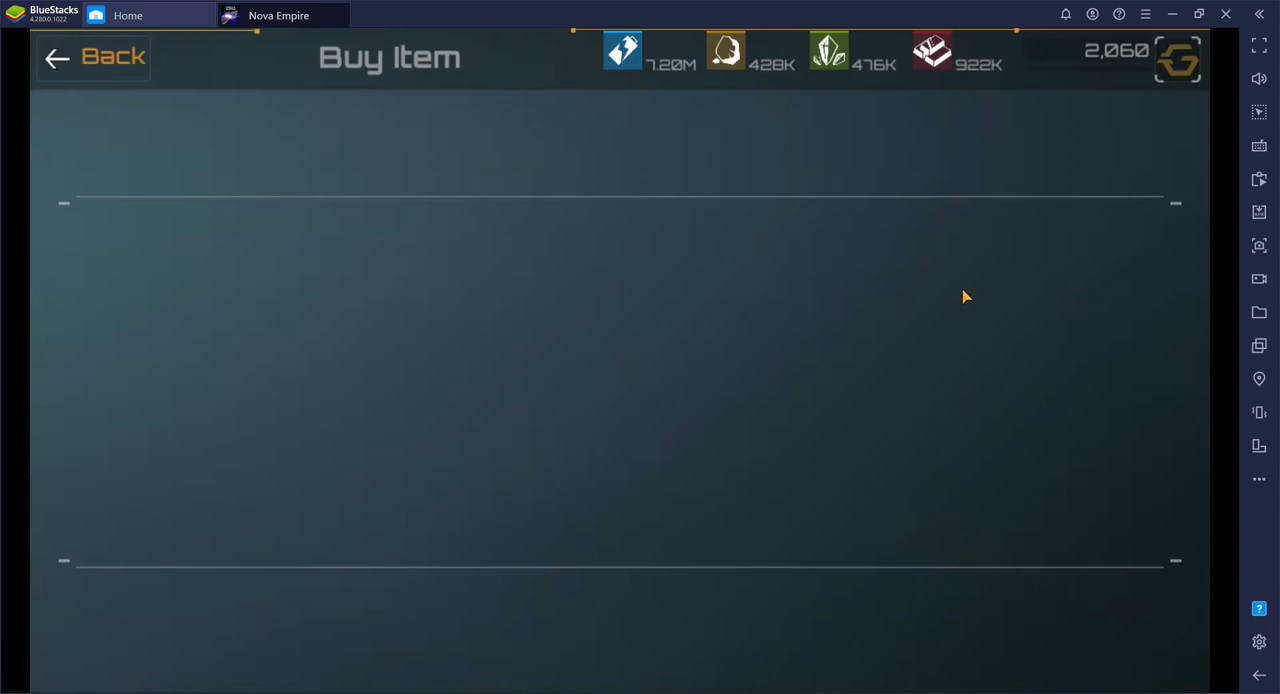 BlueStacks
4.280.0.1022
Home
Nova Empire
Back
Buy Item
7.20M
428K
476K
922K
2,060